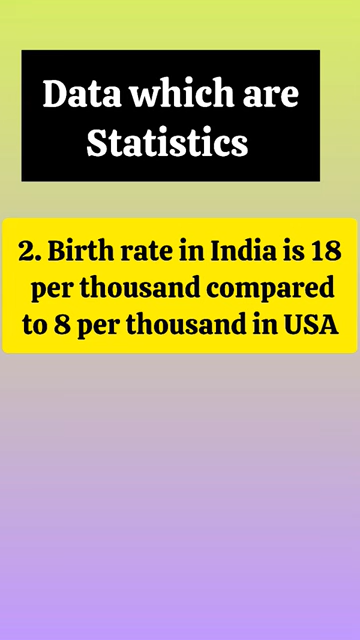 Data which are
Statistics
2. Birth rate in India is 18
per thousand compared
to 8 per thousand in USA